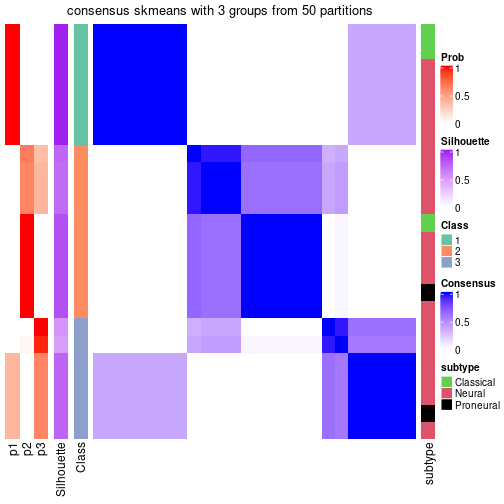 consensus skmeans with 3 groups from 50 partitions
Prob
1
0.5
0
Silhouette
1
0.5
0
Class
1
2
3
Consensus
1
0.5
0
subtype
Classical
Neural
Proneural
p1
p2
p3
Silhouette
Class
subtype